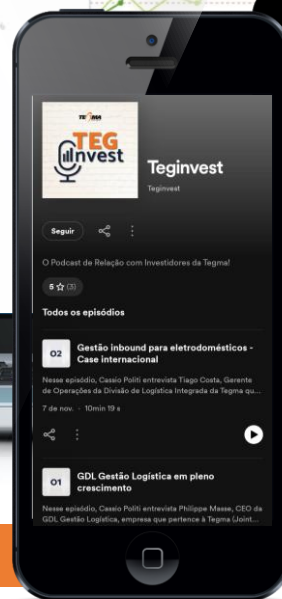 TEGMA
TEG
invest
Teginvest
Teginvest
Seguir
O Podcast de Relação com Investidores da Tegma!
5 ☆ (3)
Todos os episódios
02
Gestão inbound para eletrodomésticos -
Case internacional
Nesse episódio, Cassio Politi entrevista Tiago Costa, Gerente
de Operações da Divisão de Logística Integrada da Tegma qu...
7 de nov. · 10min 19 s
01
GDL Gestão Logística em pleno
crescimento
Nesse episódio, Cassio Politi entrevista Philippe Masse, CEO da
GDL Gestão Logística, empresa que pertence à Tegma (Joint...